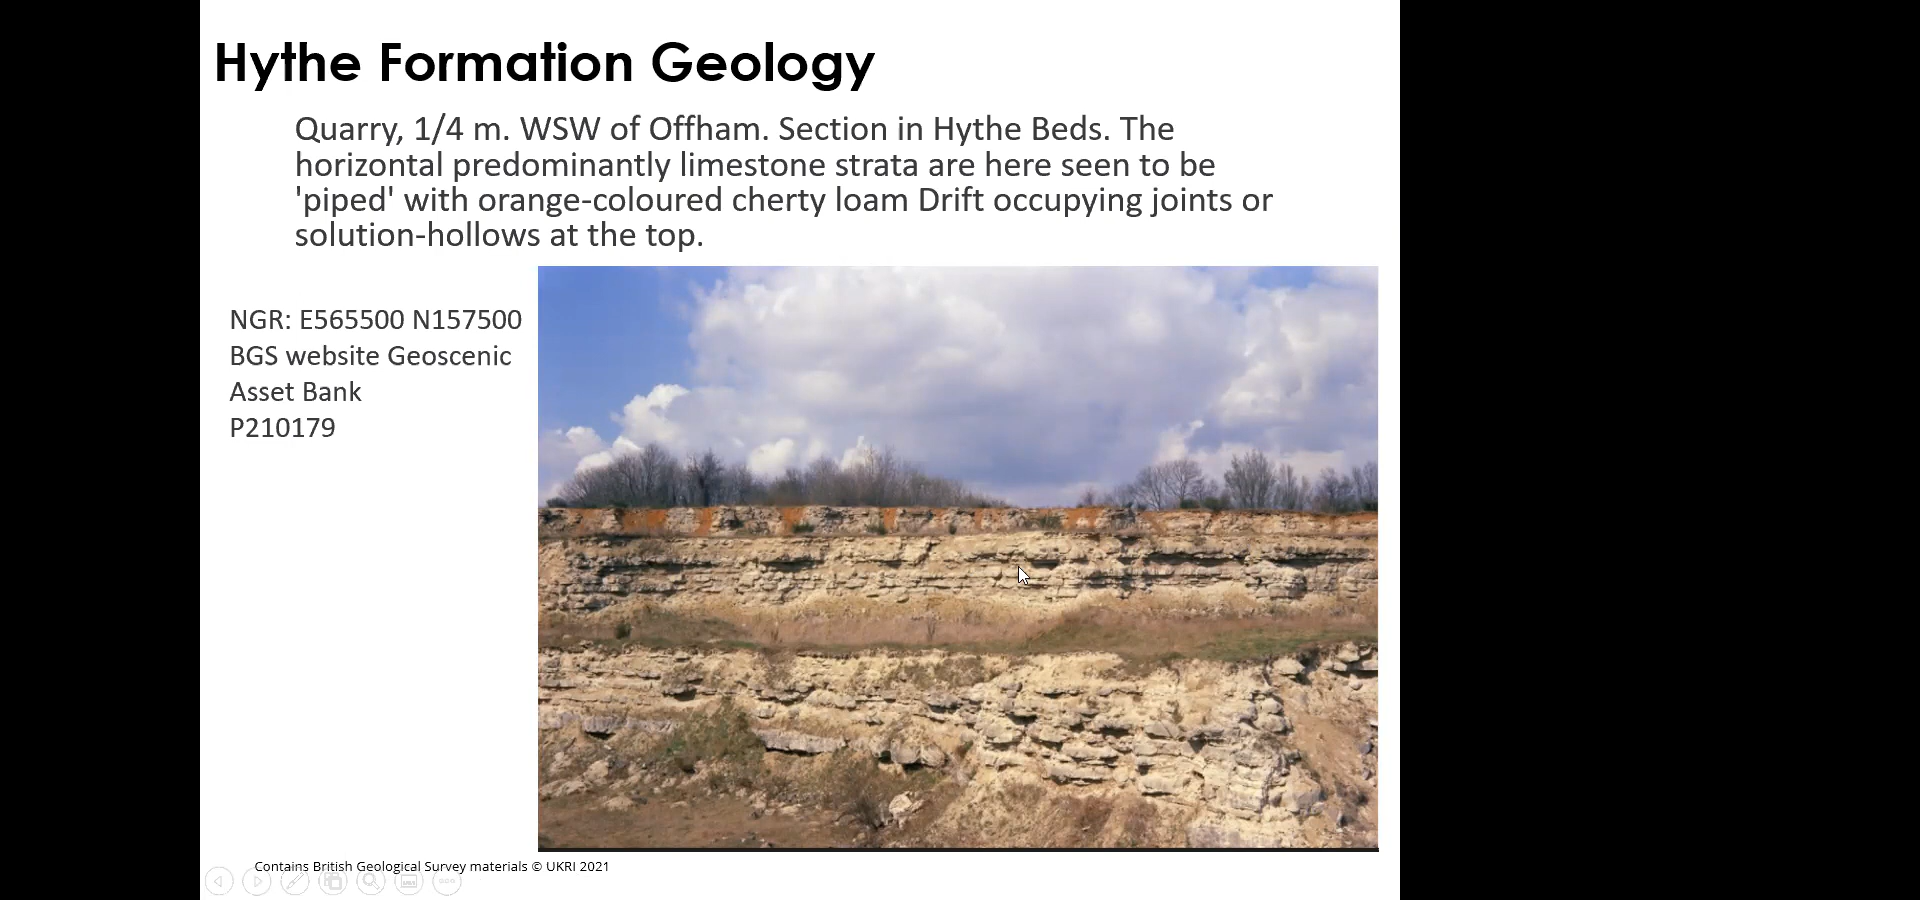 Hythe Formation Geology
Quarry, 1/4 m. WSW of Offham. Section in Hythe Beds. The
horizontal predominantly limestone strata are here seen to be
'piped' with orange-coloured cherty loam Drift occupying joints or
solution-hollows at the top.
NGR: E565500 N157500
BGS website Geoscenic
Asset Bank
P210179
Contains British Geological Survey materials © UKRI 2021